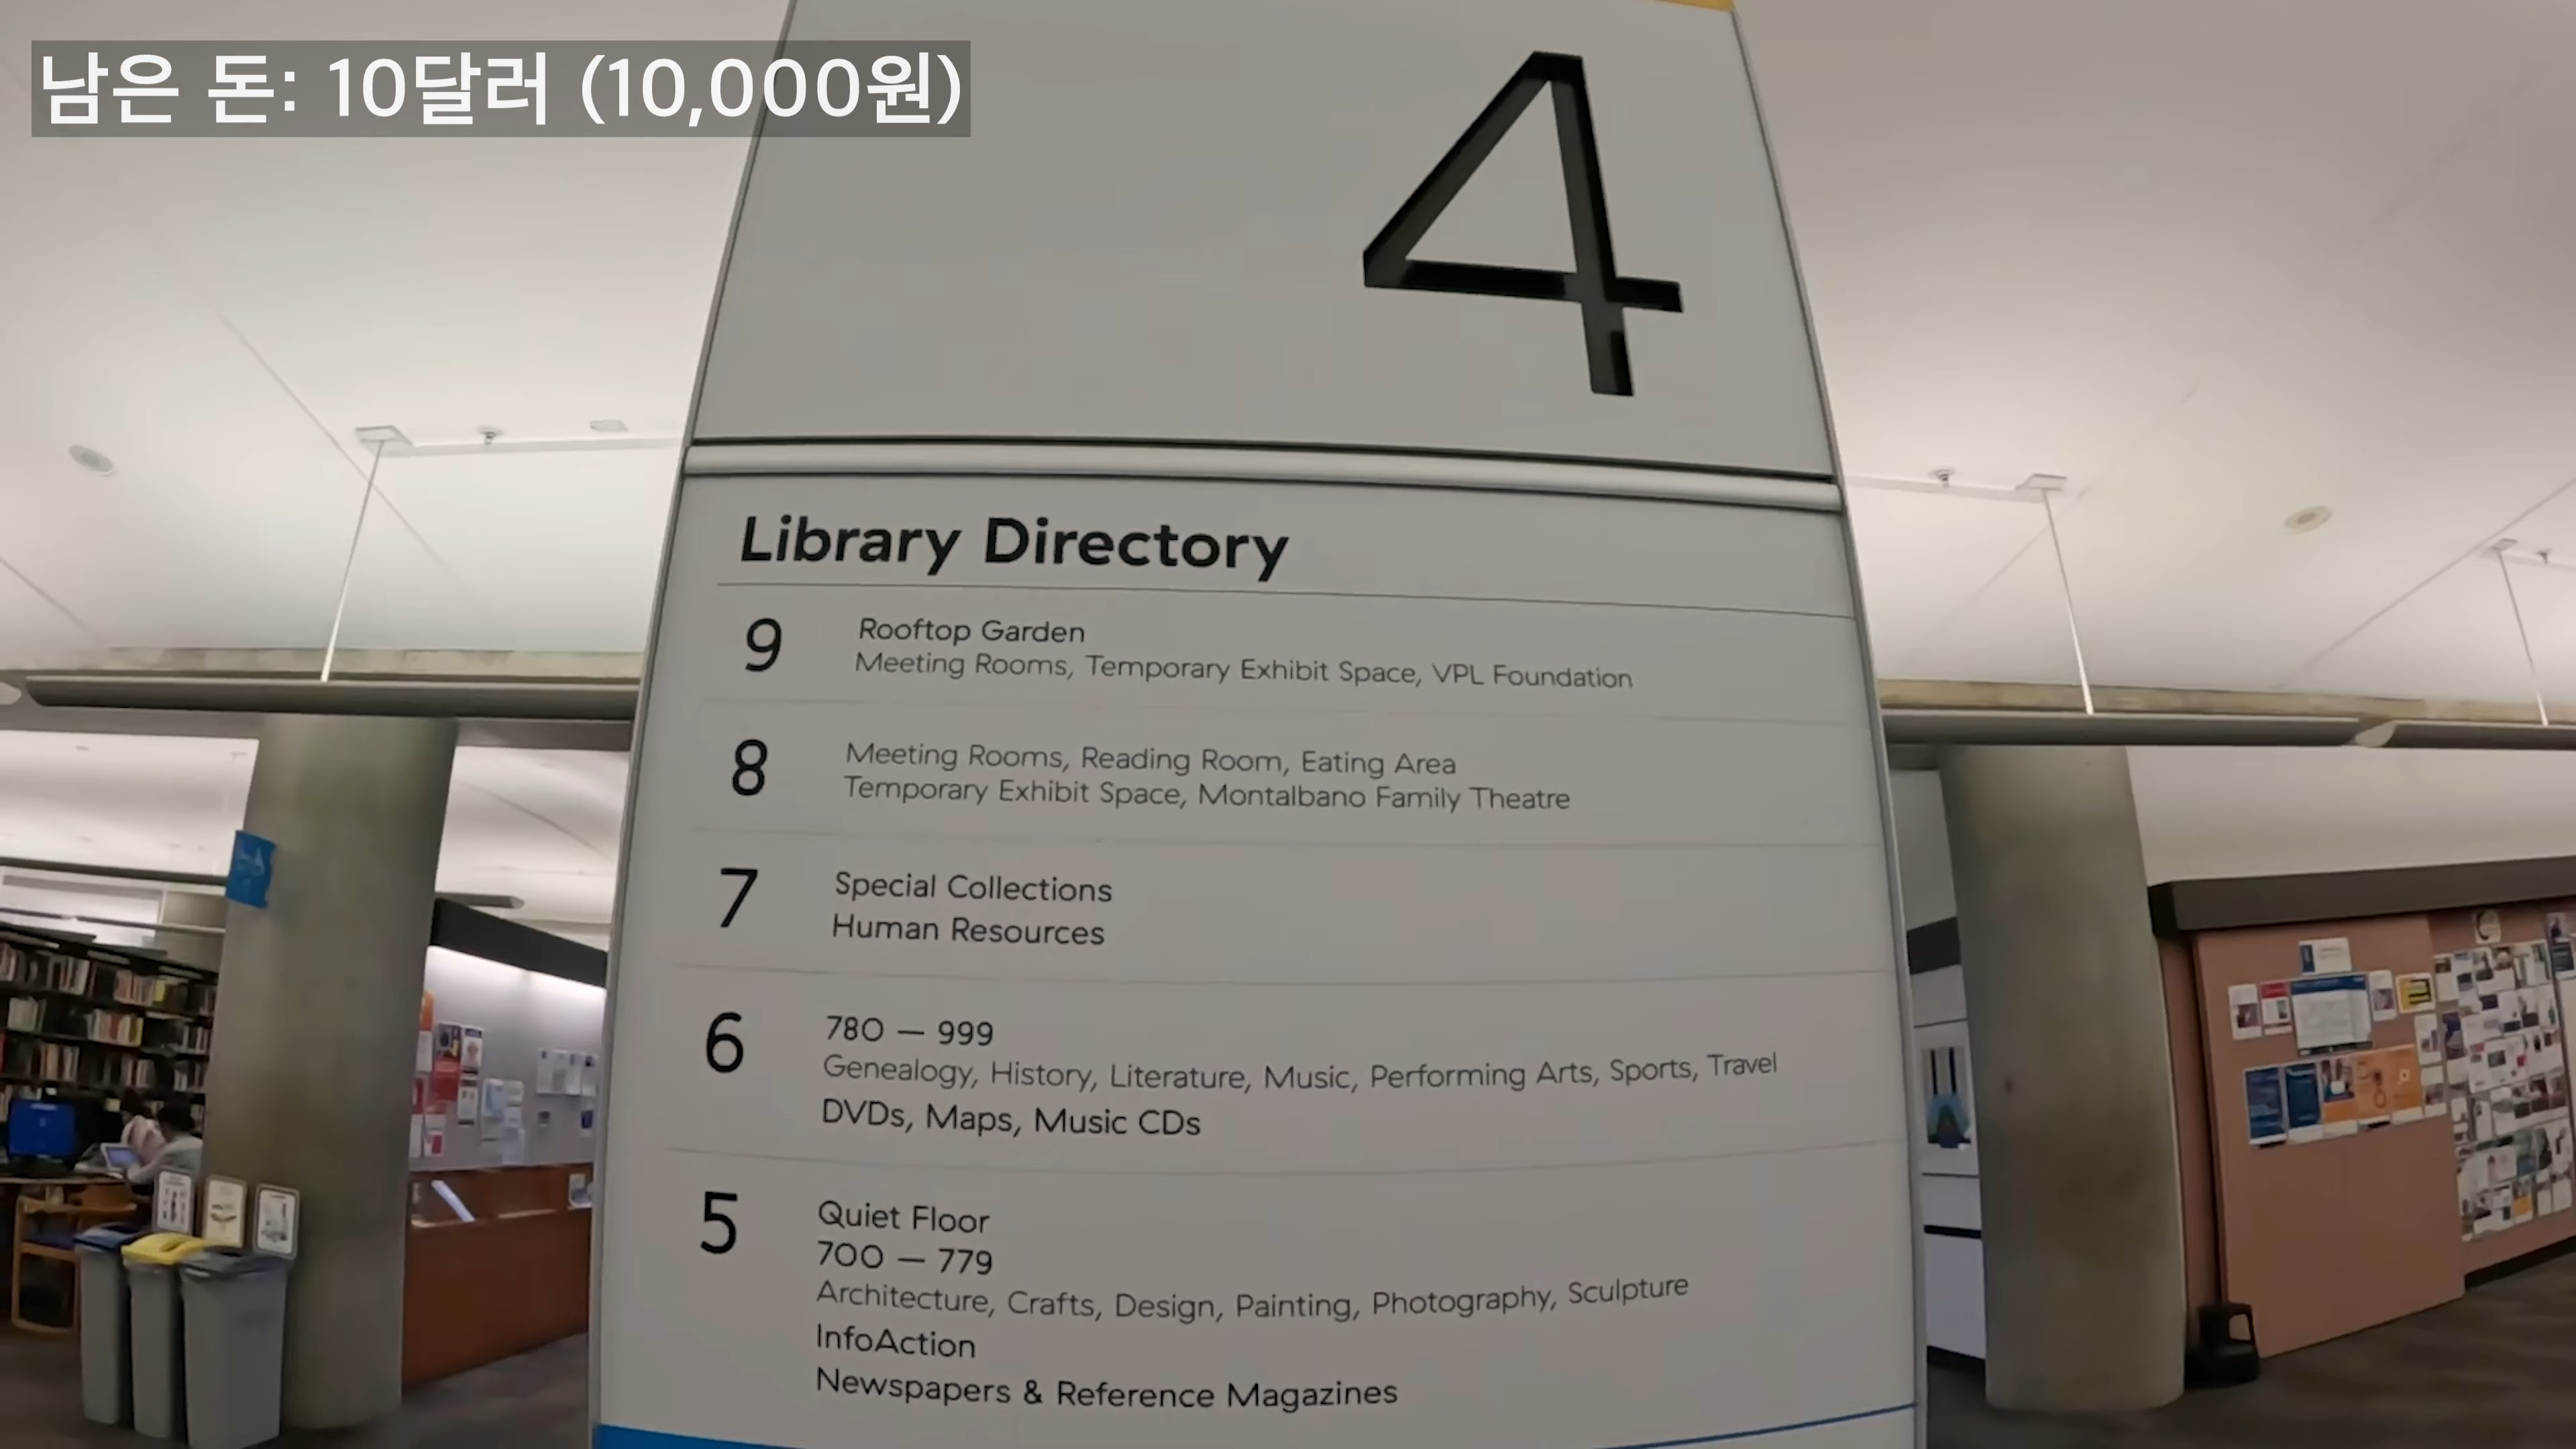 남은 돈: 10달러 (10,000원)
4
Library Directory
9 Rooftop Garden
Meeting Rooms, Temporary Exhibit Space, VPL Foundation
8 Meeting Rooms, Reading Room, Eating Area
Temporary Exhibit Space, Montalbano Family Theatre
7 Special Collections
Human Resources
6 780 — 999
Genealogy, History, Literature, Music, Performing Arts, Sports, Travel
DVDs, Maps, Music CDs
5 Quiet Floor
700 — 779
Architecture, Crafts, Design, Painting, Photography, Sculpture
InfoAction
Newspapers & Reference Magazines